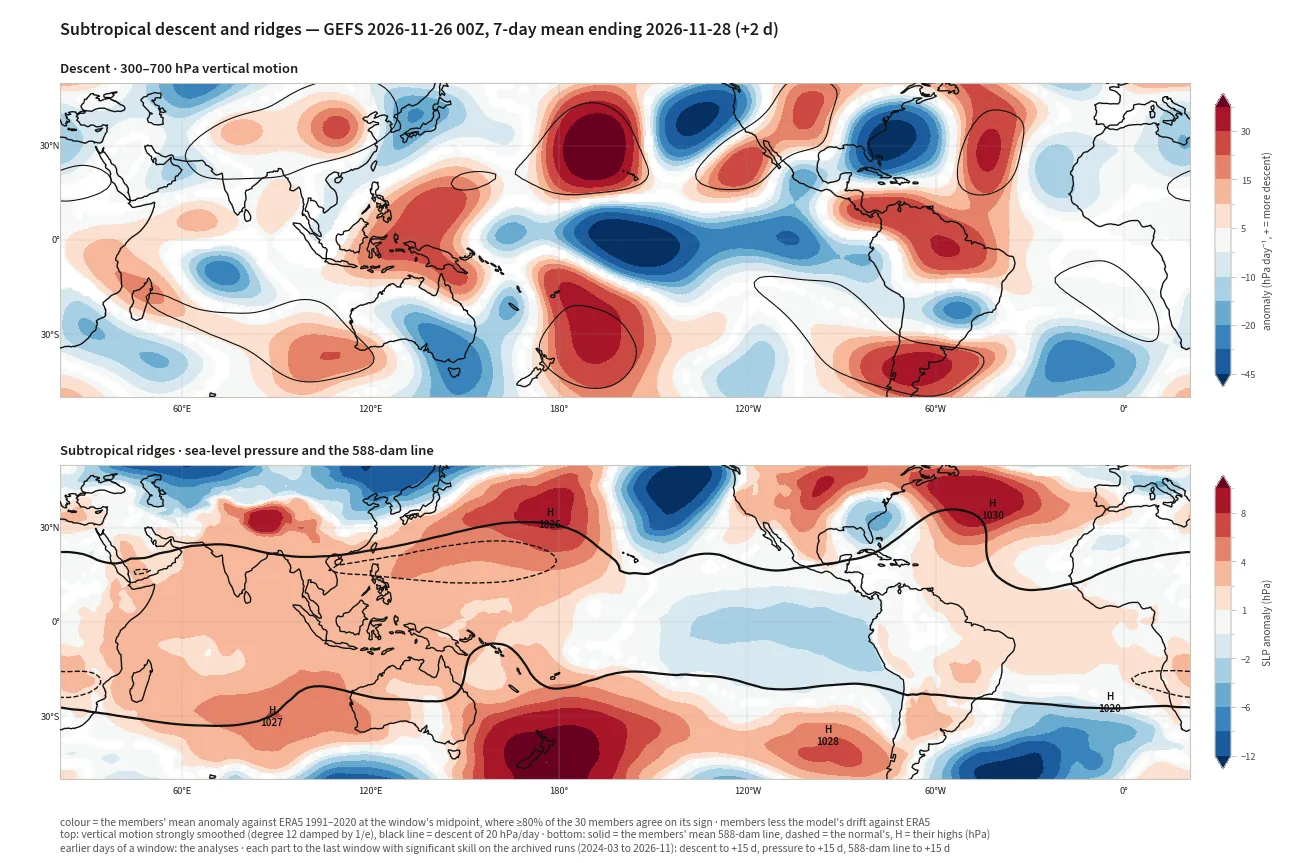 Subtropical descent and ridges — GEFS 2026-11-26 00Z, 7-day mean ending 2026-11-28 (+2 d)
Descent · 300–700 hPa vertical motion
30°N
0°
30°S
60°E
120°E
180°
120°W
60°W
0°
30
15
5
−10
−20
−45
anomaly (hPa day⁻¹, + = more descent)
Subtropical ridges · sea-level pressure and the 588-dam line
H
1026
H
1030
H
1027
H
1028
H
1020
30°N
0°
30°S
60°E
120°E
180°
120°W
60°W
0°
8
4
1
−2
−6
−12
SLP anomaly (hPa)
colour = the members' mean anomaly against ERA5 1991–2020 at the window's midpoint, where ≥80% of the 30 members agree on its sign · members less the model's drift against ERA5
top: vertical motion strongly smoothed (degree 12 damped by 1/e), black line = descent of 20 hPa/day · bottom: solid = the members' mean 588-dam line, dashed = the normal's, H = their highs (hPa)
earlier days of a window: the analyses · each part to the last window with significant skill on the archived runs (2024-03 to 2026-11): descent to +15 d, pressure to +15 d, 588-dam line to +15 d